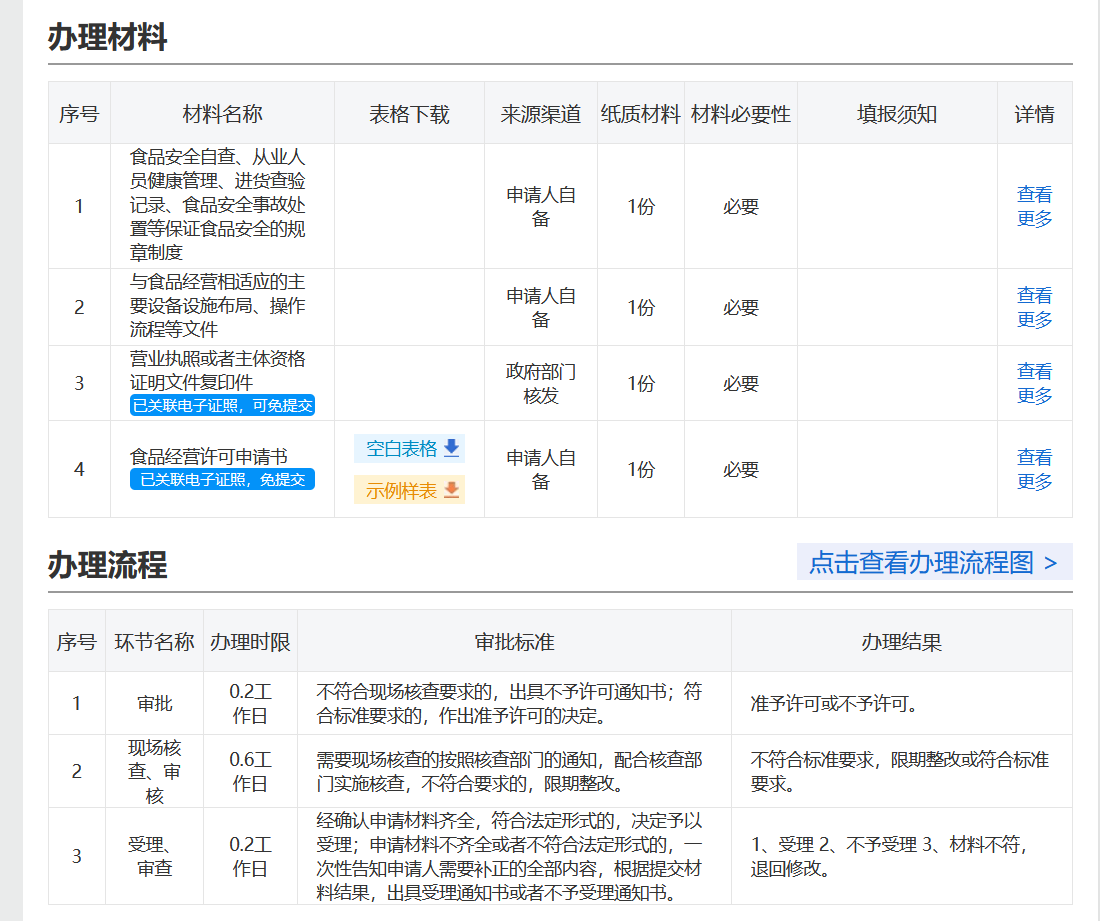 办理材料
序号 材料名称 表格下载 来源渠道 纸质材料 材料必要性 填报须知 详情
1
食品安全自查、从业人
员健康管理、进货查验
记录、食品安全事故处
置等保证食品安全的规
章制度
申请人自
备
1份
必要
查看
更多
2
与食品经营相适应的主
要设备设施布局、操作
流程等文件
申请人自
备
1份
必要
查看
更多
3
营业执照或者主体资格
证明文件复印件
已关联电子证照，可免提交
政府部门
核发
1份
必要
查看
更多
4
食品经营许可申请书
已关联电子证照，免提交
空白表格
示例样表
申请人自
备
1份
必要
查看
更多
办理流程
点击查看办理流程图 >
序号 环节名称 办理时限 审批标准 办理结果
1
审批
0.2工
作日
不符合现场核查要求的，出具不予许可通知书；符
合标准要求的，作出准予许可的决定。
准予许可或不予许可。
2
现场核
查、审
核
0.6工
作日
需要现场核查的按照核查部门的通知，配合核查部
门实施核查，不符合要求的，限期整改。
不符合标准要求，限期整改或符合标准
要求。
3
受理、
审查
0.2工
作日
经确认申请材料齐全，符合法定形式的，决定予以
受理；申请材料不齐全或者不符合法定形式的，一
次性告知申请人需要补正的全部内容，根据提交材
料结果，出具受理通知书或者不予受理通知书。
1、受理 2、不予受理 3、材料不符，
退回修改。